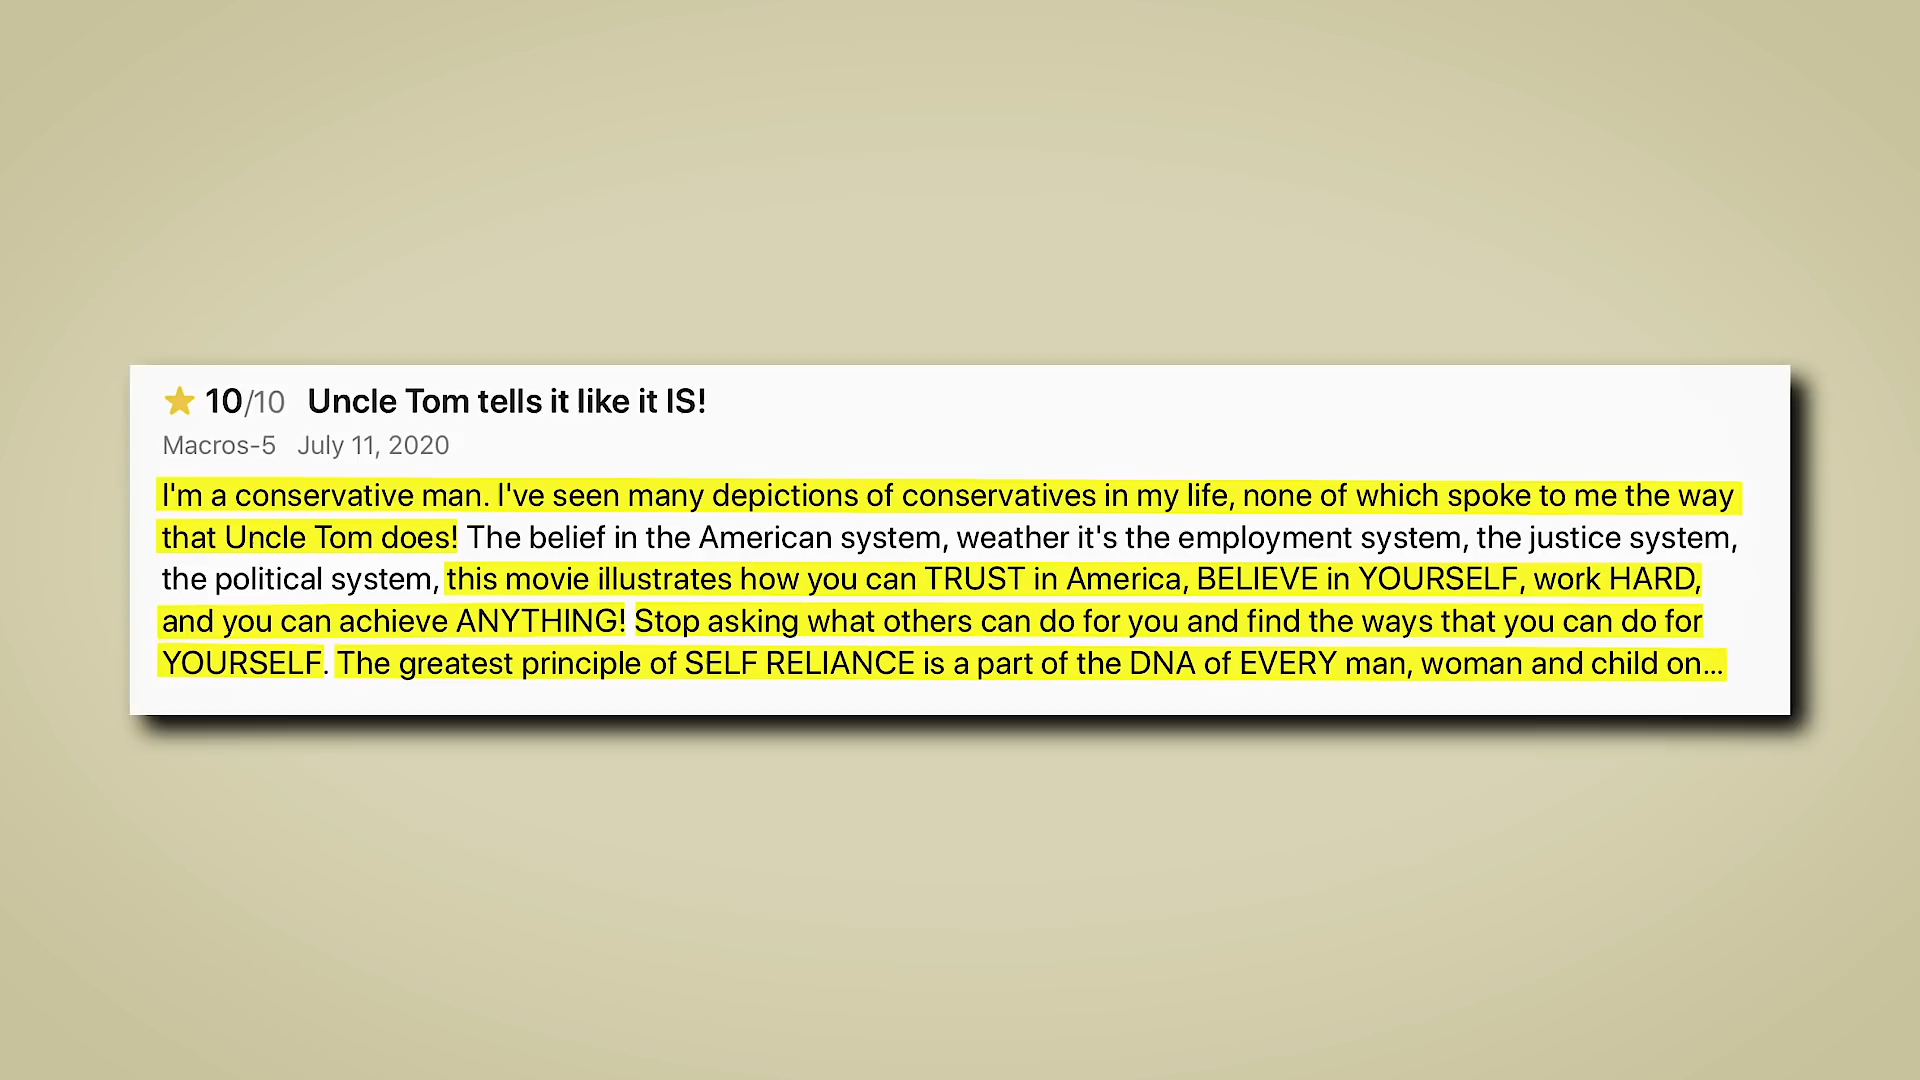 10/10 Uncle Tom tells it like it IS!
Macros-5 July 11, 2020
I'm a conservative man. I've seen many depictions of conservatives in my life, none of which spoke to me the way
that Uncle Tom does! The belief in the American system, weather it's the employment system, the justice system,
the political system, this movie illustrates how you can TRUST in America, BELIEVE in YOURSELF, work HARD,
and you can achieve ANYTHING! Stop asking what others can do for you and find the ways that you can do for
YOURSELF. The greatest principle of SELF RELIANCE is a part of the DNA of EVERY man, woman and child on...